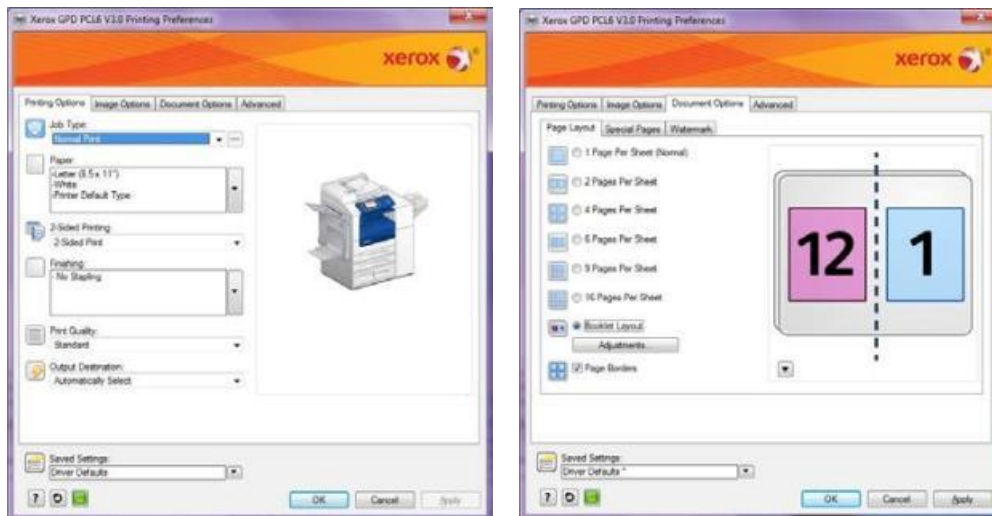 Xerox GPD PCL6 V3.0 Printing Preferences
xerox
Printing Options Image Options Document Options Advanced
Job Type:
Normal Print
Paper:
-Letter (8.5 x 11")
-White
-Printer Default Type
2-Sided Printing:
2-Sided Print
Finishing:
- No Stapling
Print Quality:
Standard
Output Destination:
Automatically Select
Saved Settings:
Driver Defaults
?
OK Cancel Apply
Xerox GPD PCL6 V3.0 Printing Preferences
xerox
Printing Options Image Options Document Options Advanced
Page Layout Special Pages Watermark
1 Page Per Sheet (Normal)
2 Pages Per Sheet
4 Pages Per Sheet
6 Pages Per Sheet
9 Pages Per Sheet
16 Pages Per Sheet
Booklet Layout
Adjustments...
Page Borders
12 1
Saved Settings:
Driver Defaults *
?
OK Cancel Apply